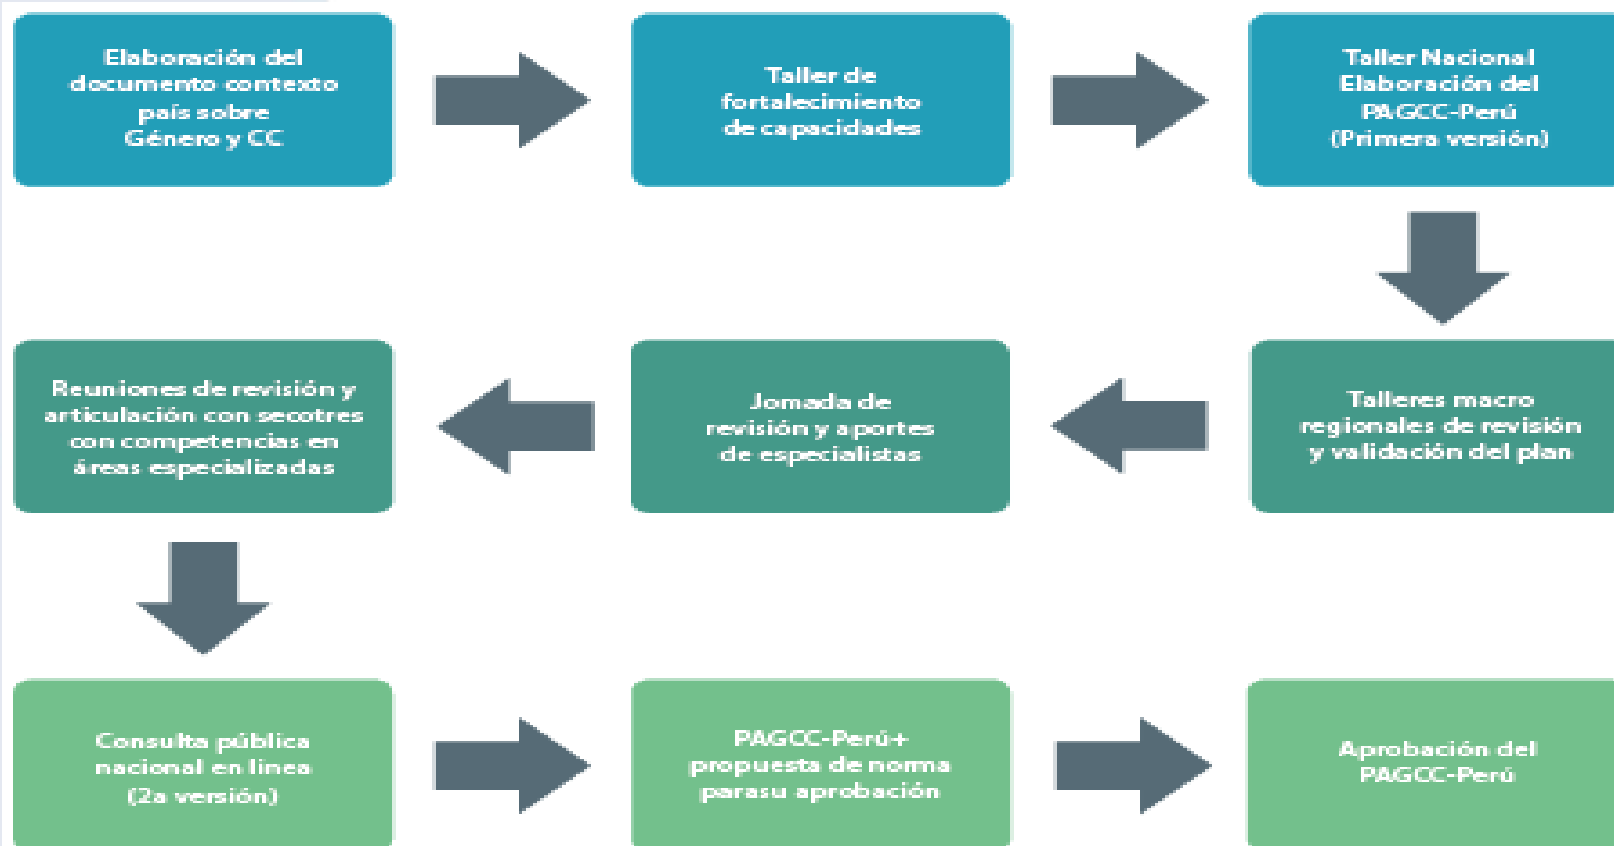 Elaboración del
documento contexto
país sobre
Género y CC
Taller de
fortalecimiento
de capacidades
Taller Nacional
Elaboración del
PAGCC-Perú
(Primera versión)
Talleres macro
regionales de revisión
y validación del plan
Jomada de
revisión y aportes
de especialistas
Reuniones de revisión y
articulación con secotres
con competencias en
áreas especializadas
Consulta pública
nacional en linea
(2a versión)
PAGCC-Perú+
propuesta de norma
parasu aprobación
Aprobación del
PAGCC-Perú